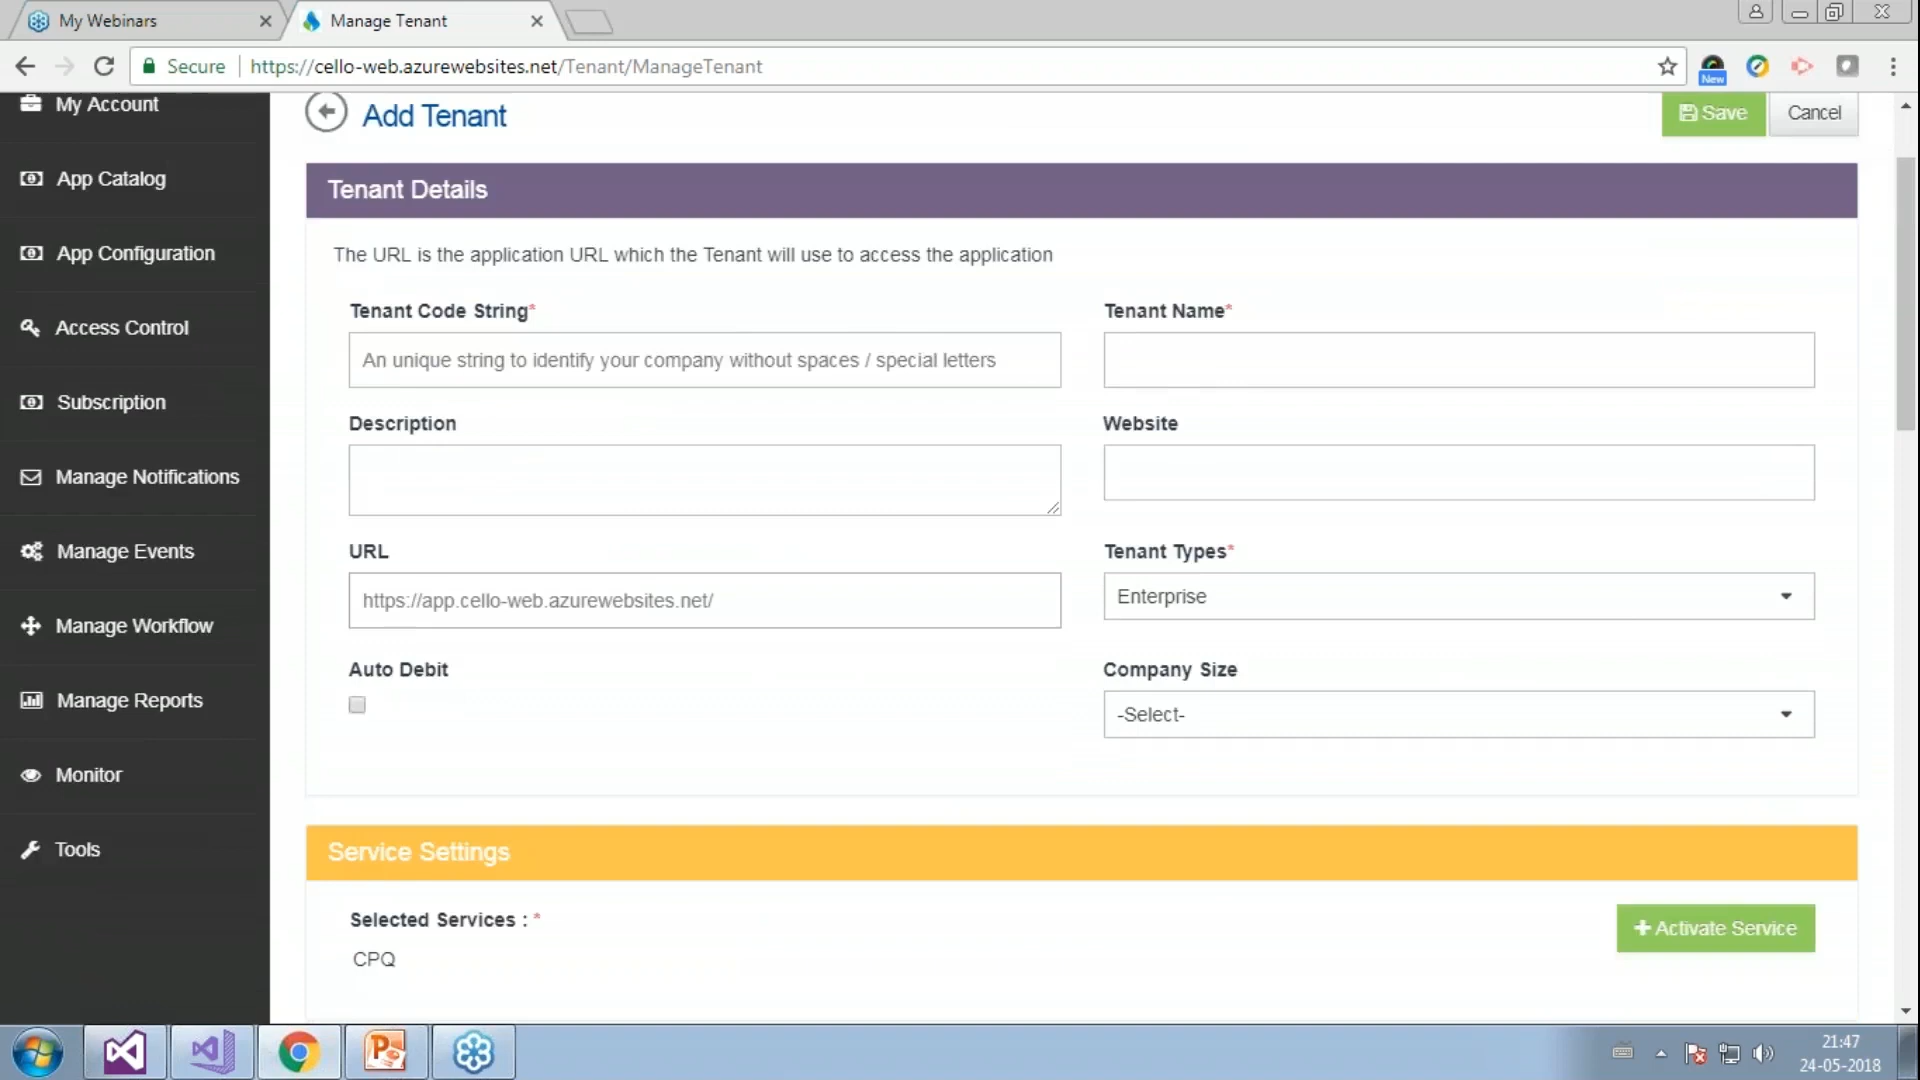 My Webinars
Manage Tenant
Secure
https://cello-web.azurewebsites.net/Tenant/ManageTenant
New
My Account
App Catalog
App Configuration
Access Control
Subscription
Manage Notifications
Manage Events
Manage Workflow
Manage Reports
Monitor
Tools
Add Tenant
Save
Cancel
Tenant Details
The URL is the application URL which the Tenant will use to access the application
Tenant Code String*
Tenant Name*
An unique string to identify your company without spaces / special letters
Description
Website
URL
Tenant Types*
https://app.cello-web.azurewebsites.net/
Enterprise
Auto Debit
Company Size
-Select-
Service Settings
Selected Services : *
Activate Service
CPQ
21:47
24-05-2018